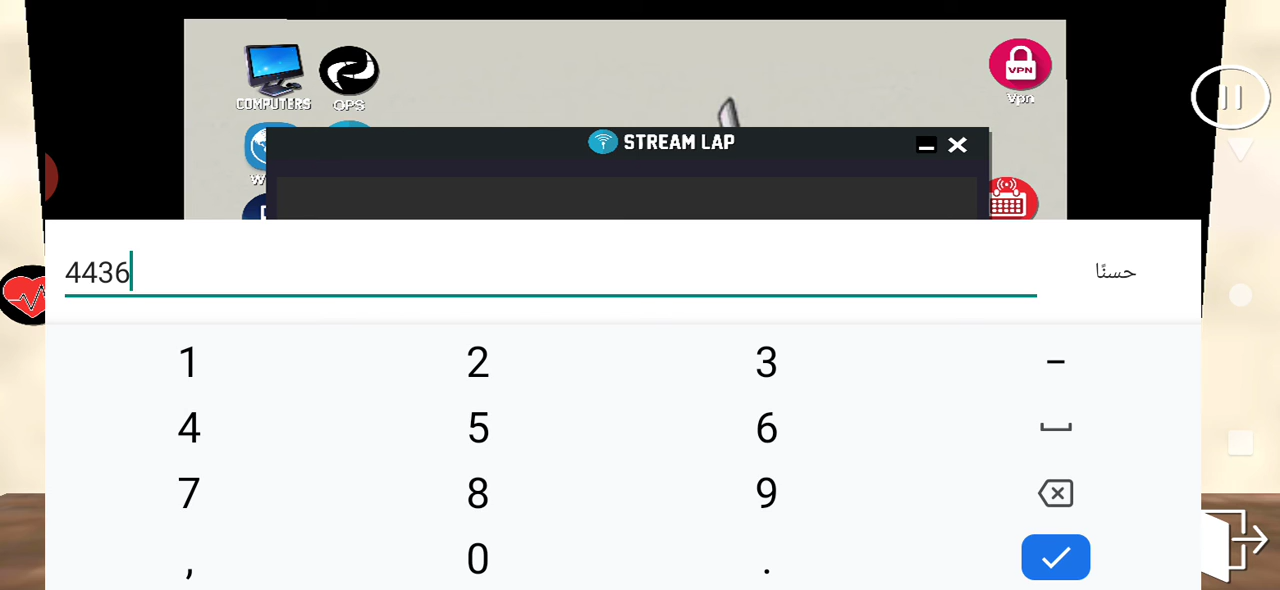 COMPUTERS
OPS
VPN
Vpn
STREAM LAP
4436
حسنًا
1 2 3 –
4 5 6
7 8 9
, 0 .